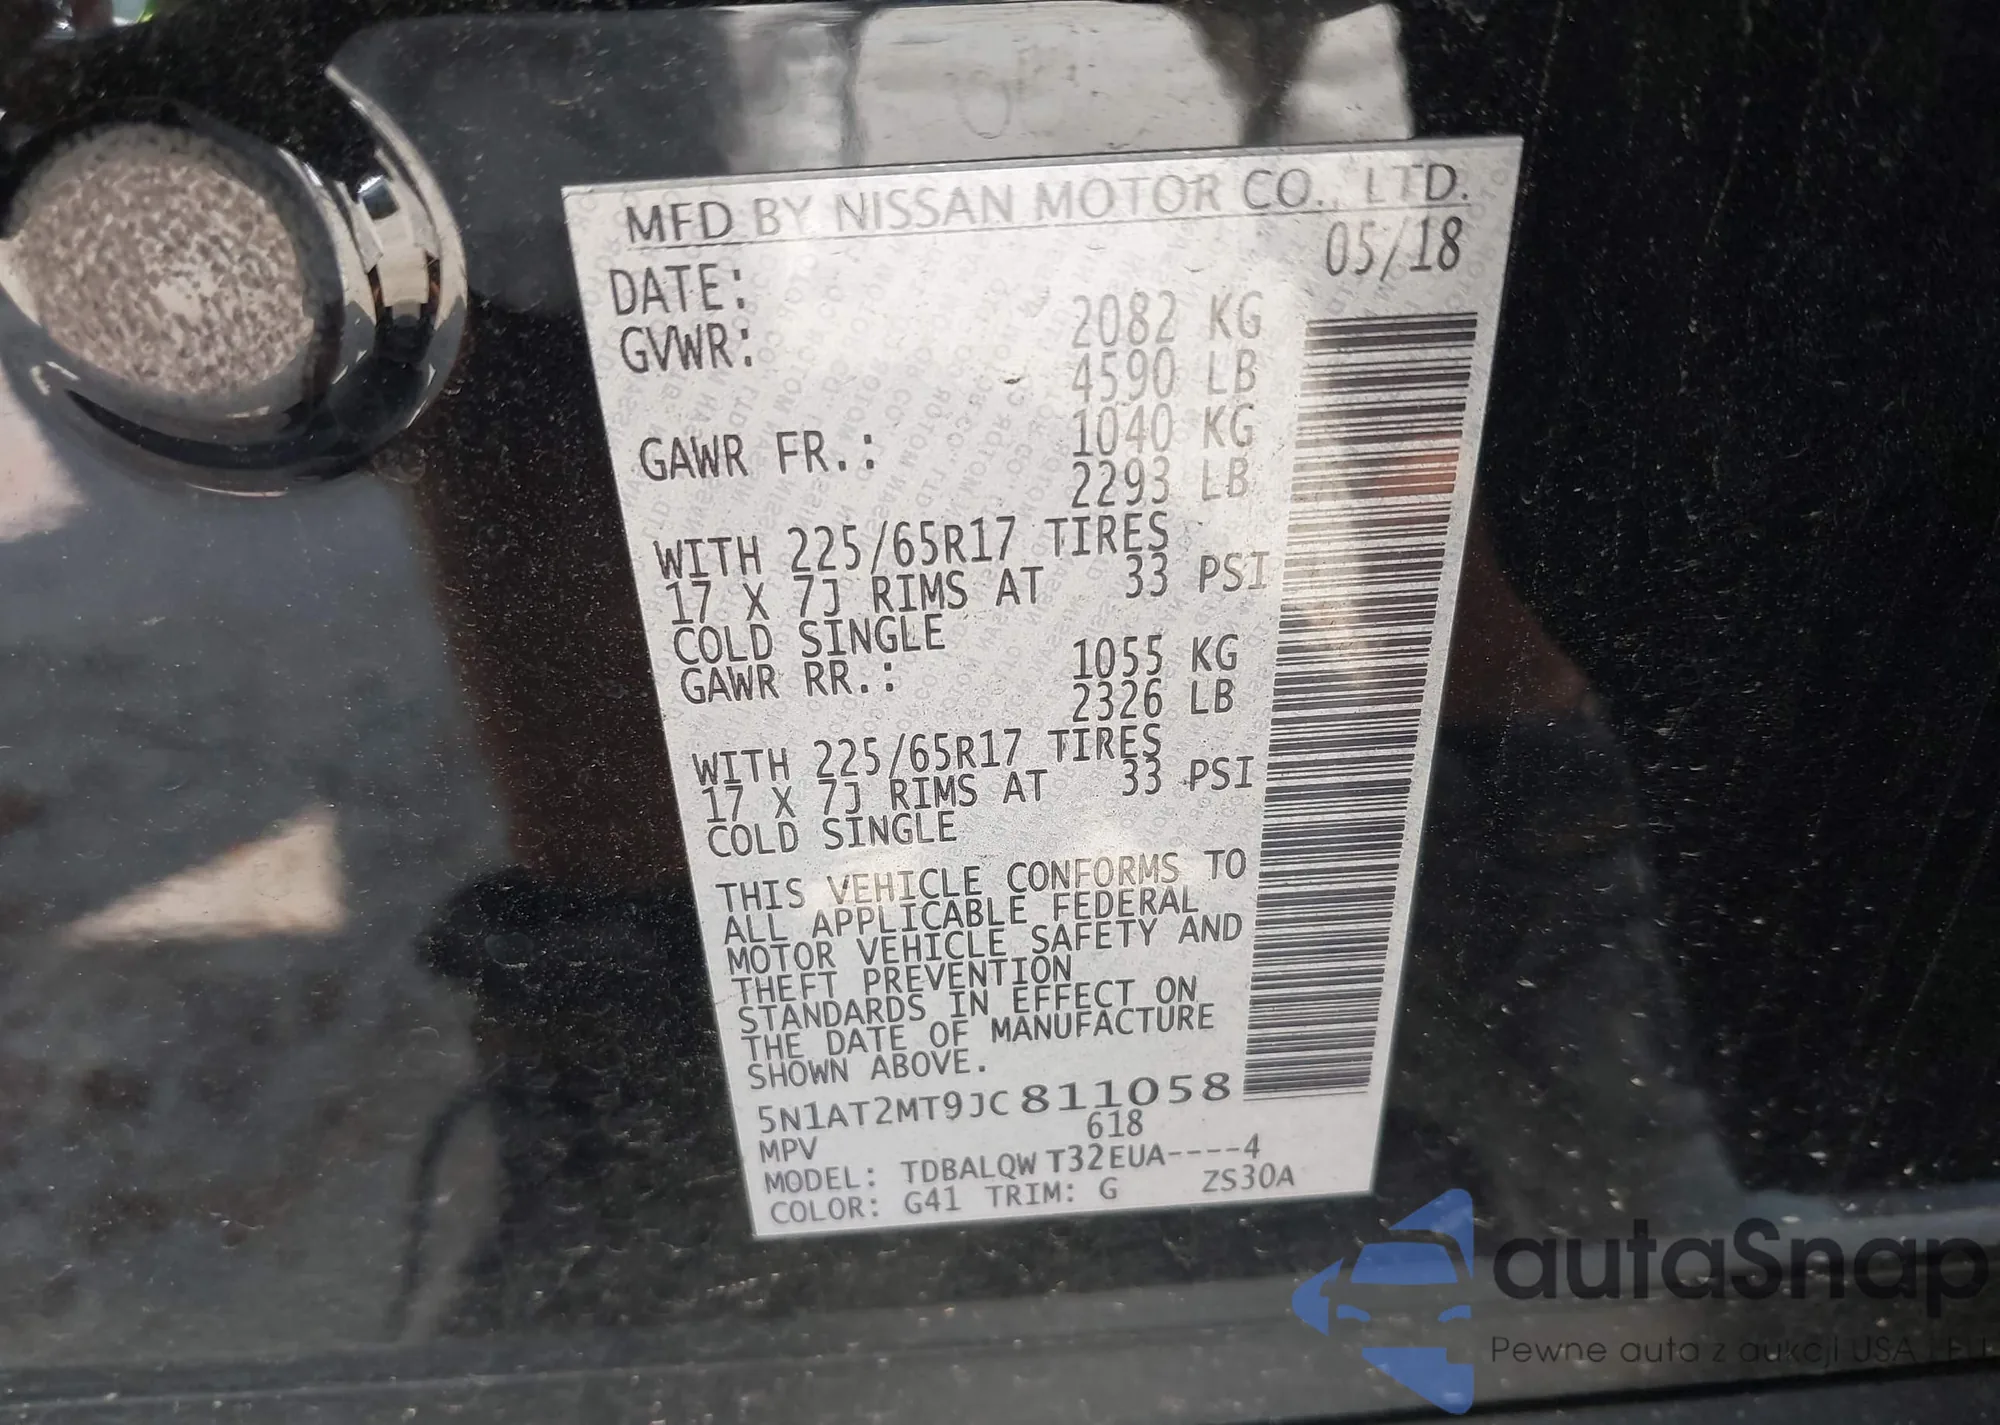 MFD BY NISSAN MOTOR CO., LTD.
DATE: 05/18
GVWR: 2082 KG
4590 LB
GAWR FR.: 1040 KG
2293 LB
WITH 225/65R17 TIRES
17 X 7J RIMS AT 33 PSI
COLD SINGLE
GAWR RR.: 1055 KG
2326 LB
WITH 225/65R17 TIRES
17 X 7J RIMS AT 33 PSI
COLD SINGLE
THIS VEHICLE CONFORMS TO
ALL APPLICABLE FEDERAL
MOTOR VEHICLE SAFETY AND
THEFT PREVENTION
STANDARDS IN EFFECT ON
THE DATE OF MANUFACTURE
SHOWN ABOVE.
5N1AT2MT9JC811058
MPV 618
MODEL: TDBALQW T32EUA----4
COLOR: G41 TRIM: G ZS30A
autaSnap
Pewne auta z aukcji USA i EU